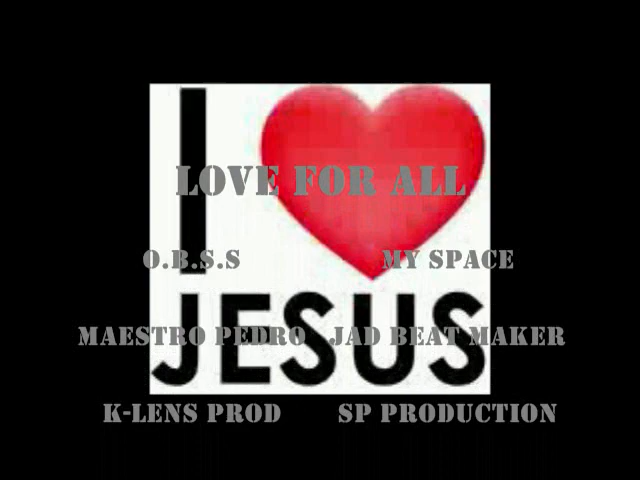 I
LOVE FOR ALL
O.B.S.S MY SPACE
JESUS
MAESTRO PEDRO JAD BEAT MAKER
K-LENS PROD SP PRODUCTION